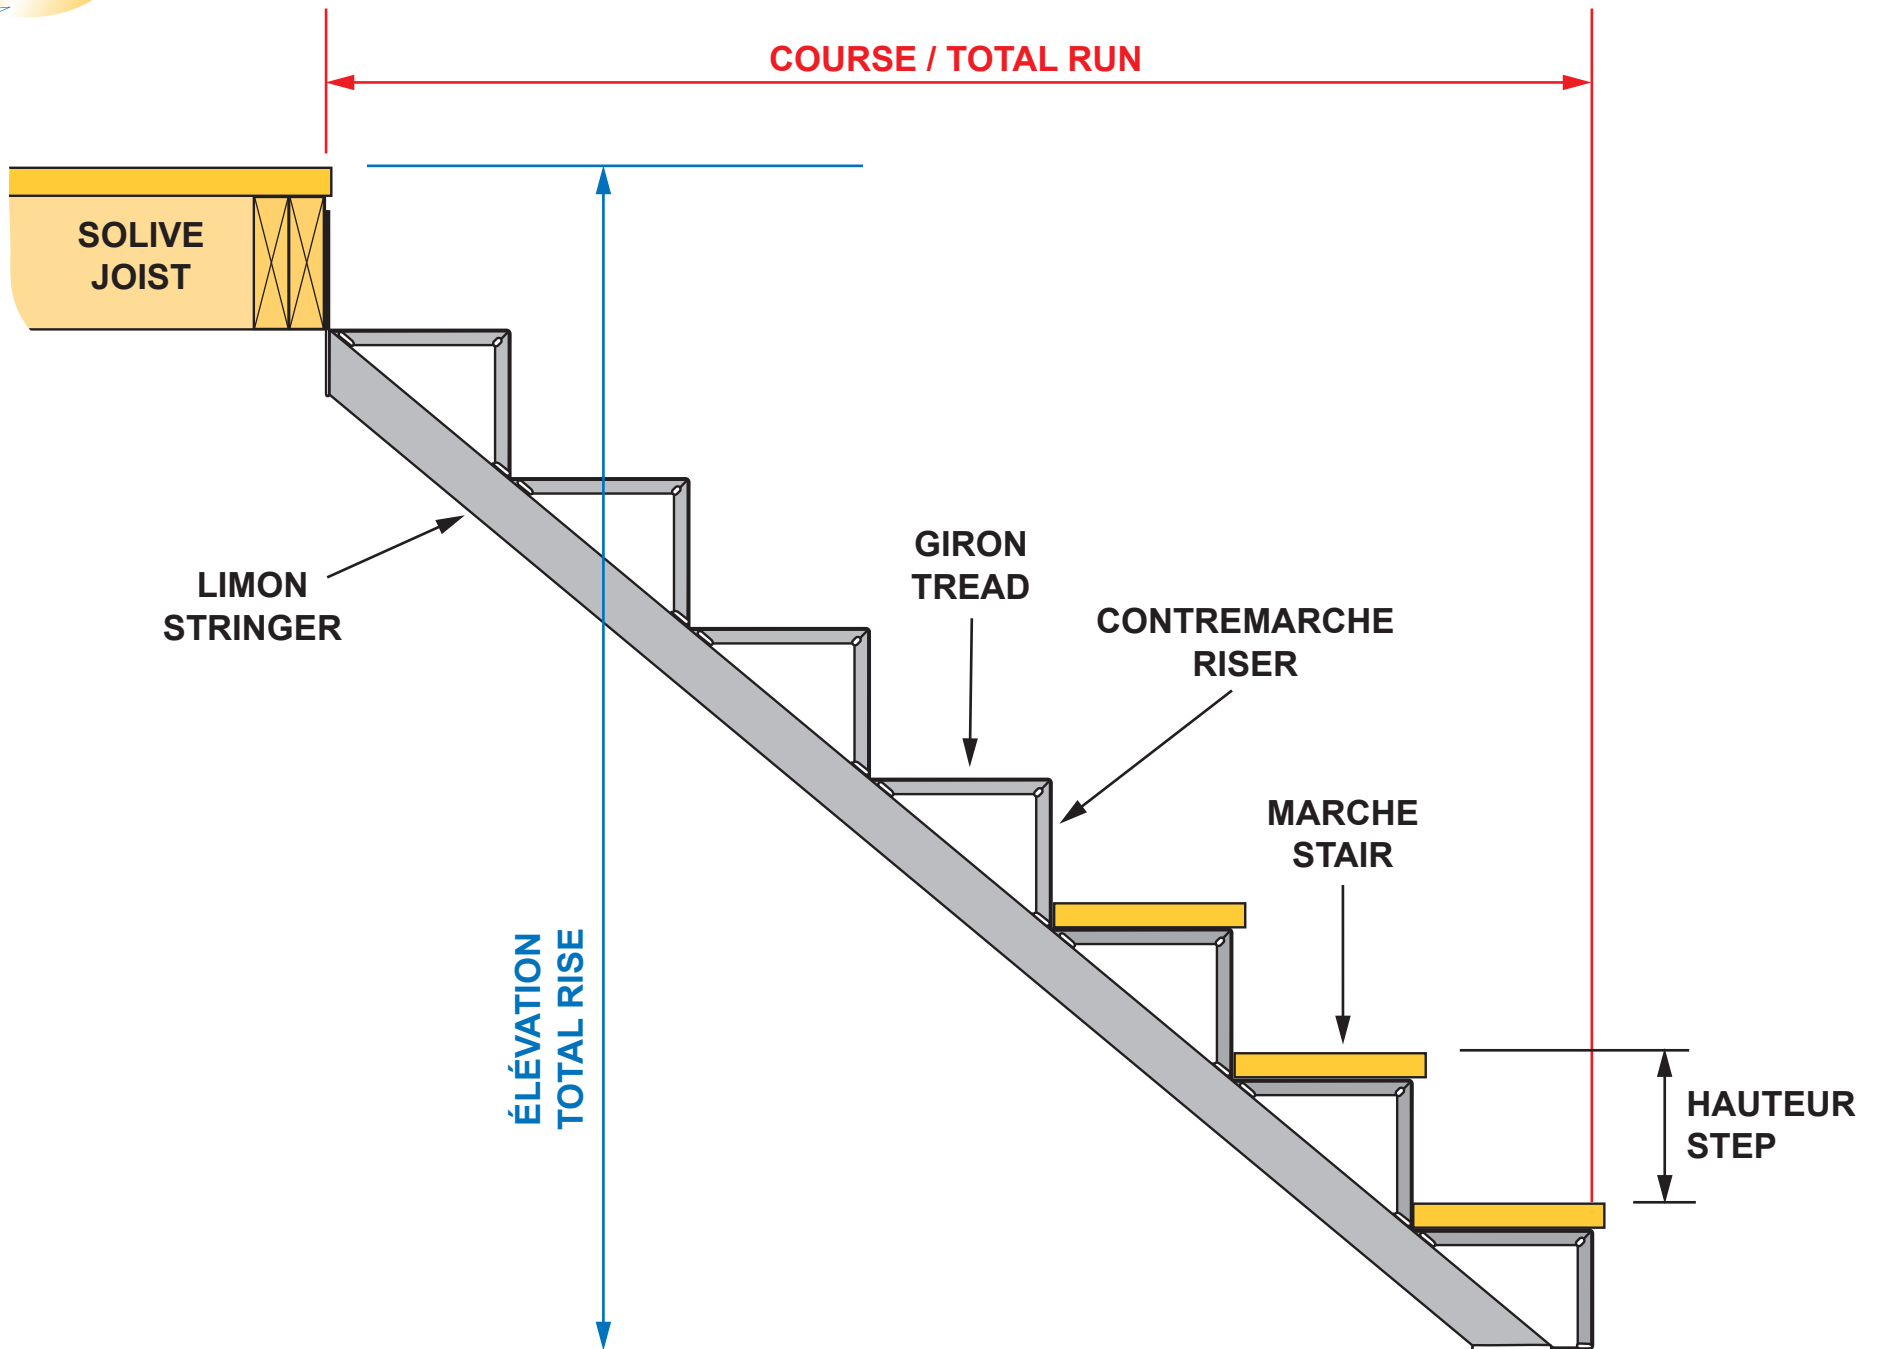 COURSE / TOTAL RUN
SOLIVE
JOIST
LIMON
STRINGER
GIRON
TREAD
CONTREMARCHE
RISER
MARCHE
STAIR
ÉLÉVATION
TOTAL RISE
HAUTEUR
STEP